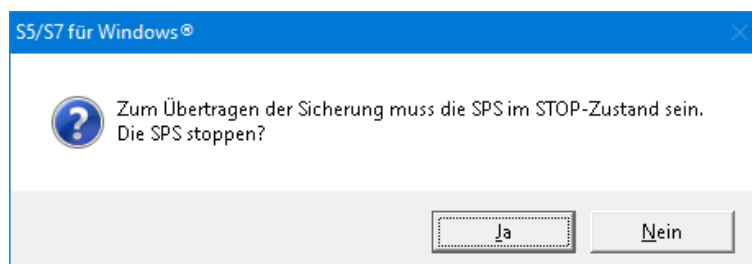 S5/S7 für Windows®
Zum Übertragen der Sicherung muss die SPS im STOP-Zustand sein.
Die SPS stoppen?
Ja
Nein